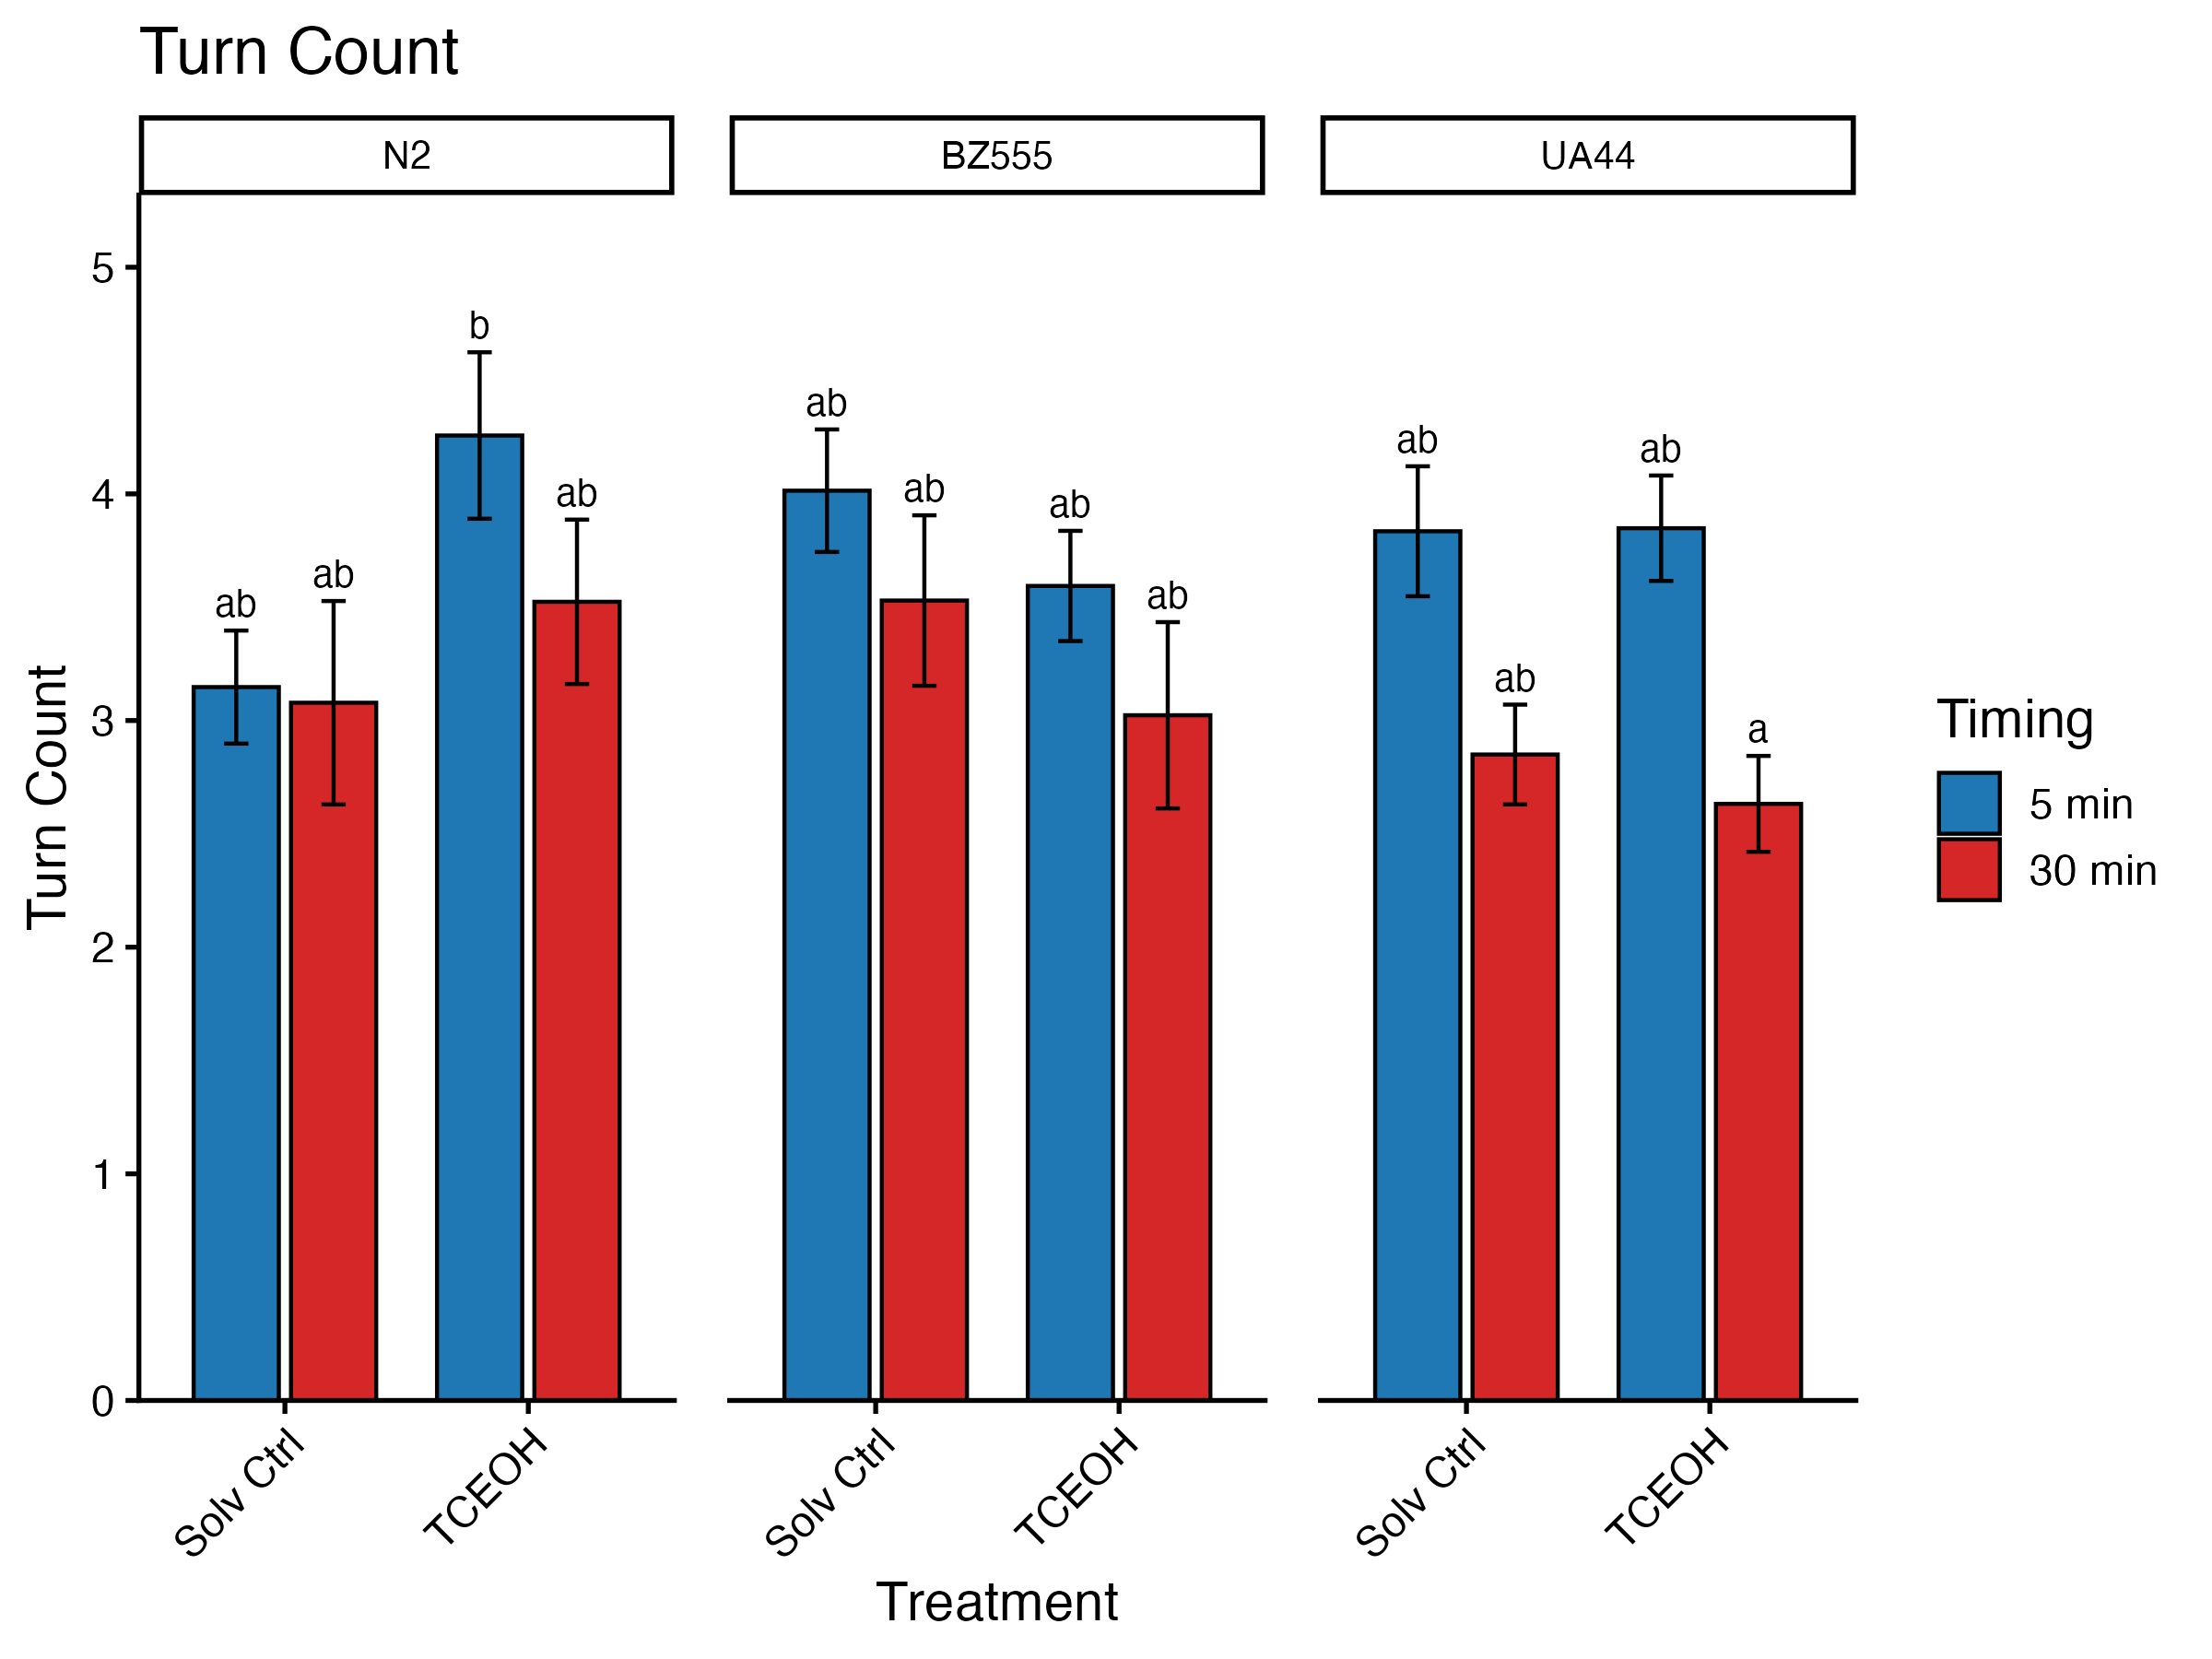 Turn Count
N2
BZ555
UA44
5
4
3
2
1
0
Turn Count
ab
ab
b
ab
ab
ab
ab
ab
ab
ab
ab
a
Solv Ctrl
TCEOH
Solv Ctrl
TCEOH
Solv Ctrl
TCEOH
Treatment
Timing
5 min
30 min